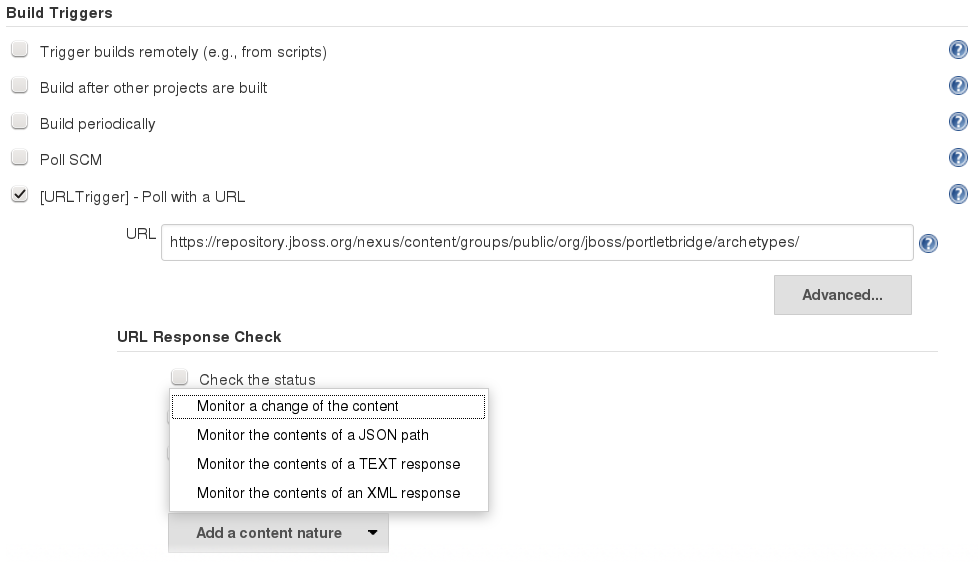 Build Triggers
Trigger builds remotely (e.g., from scripts)
Build after other projects are built
Build periodically
Poll SCM
[URLTrigger] - Poll with a URL
URL https://repository.jboss.org/nexus/content/groups/public/org/jboss/portletbridge/archetypes/
Advanced...
URL Response Check
Check the status
Monitor a change of the content
Monitor the contents of a JSON path
Monitor the contents of a TEXT response
Monitor the contents of an XML response
Add a content nature